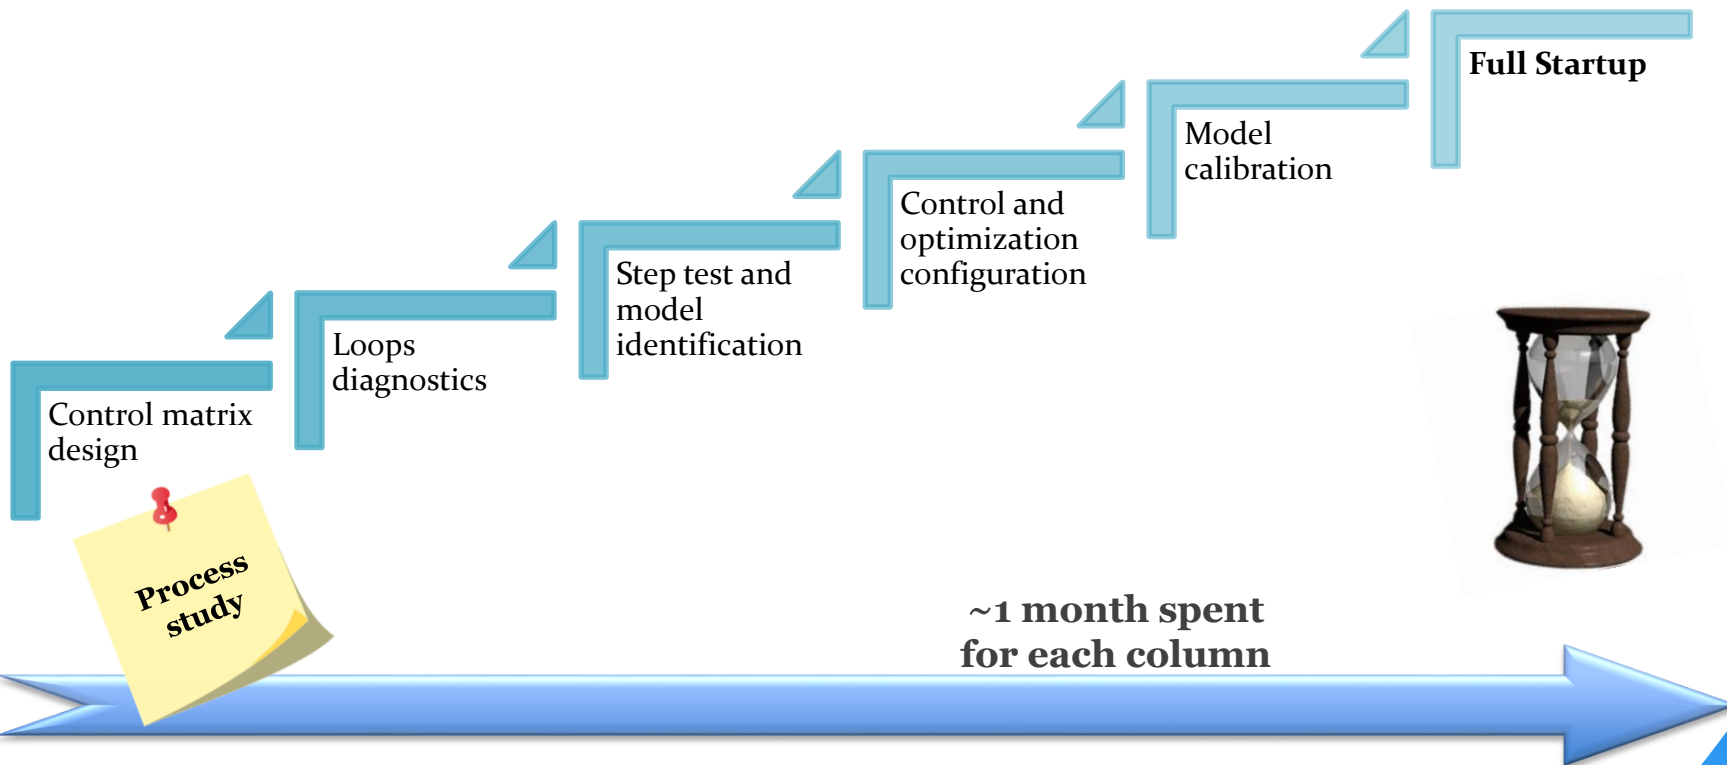 Full Startup
Model
calibration
Control and
optimization
configuration
Step test and
model
identification
Loops
diagnostics
Control matrix
design
Process
study
~1 month spent
for each column